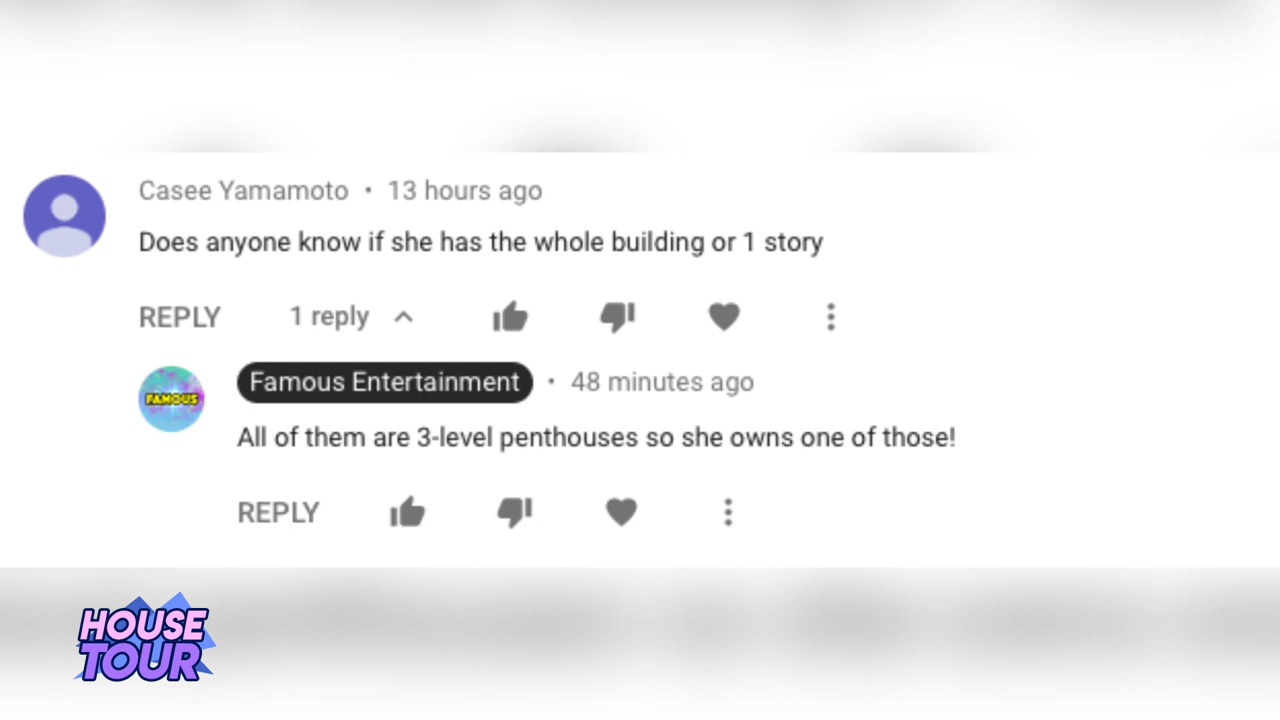 Casee Yamamoto • 13 hours ago
Does anyone know if she has the whole building or 1 story
REPLY 1 reply
FAMOUS
Famous Entertainment • 48 minutes ago
All of them are 3-level penthouses so she owns one of those!
REPLY
HOUSE
TOUR